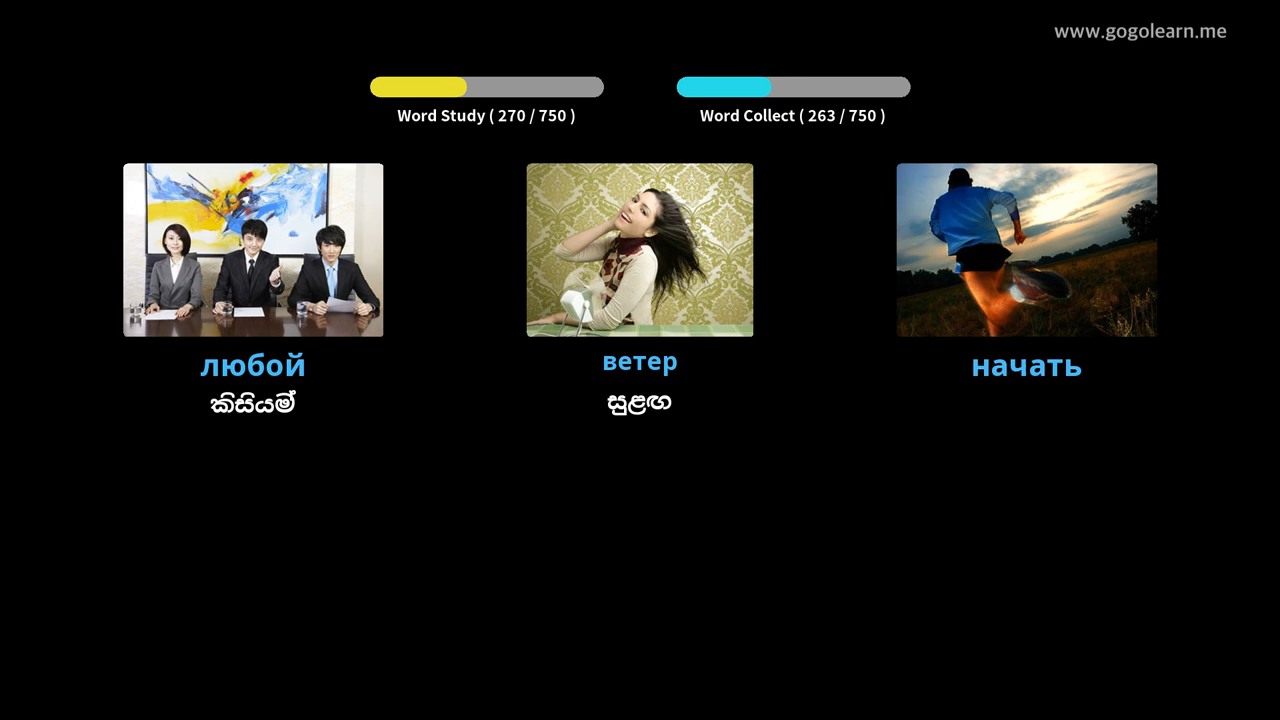 www.gogolearn.me
Word Study ( 270 / 750 )
Word Collect ( 263 / 750 )
любой
කිසියම්
ветер
සුළඟ
начать